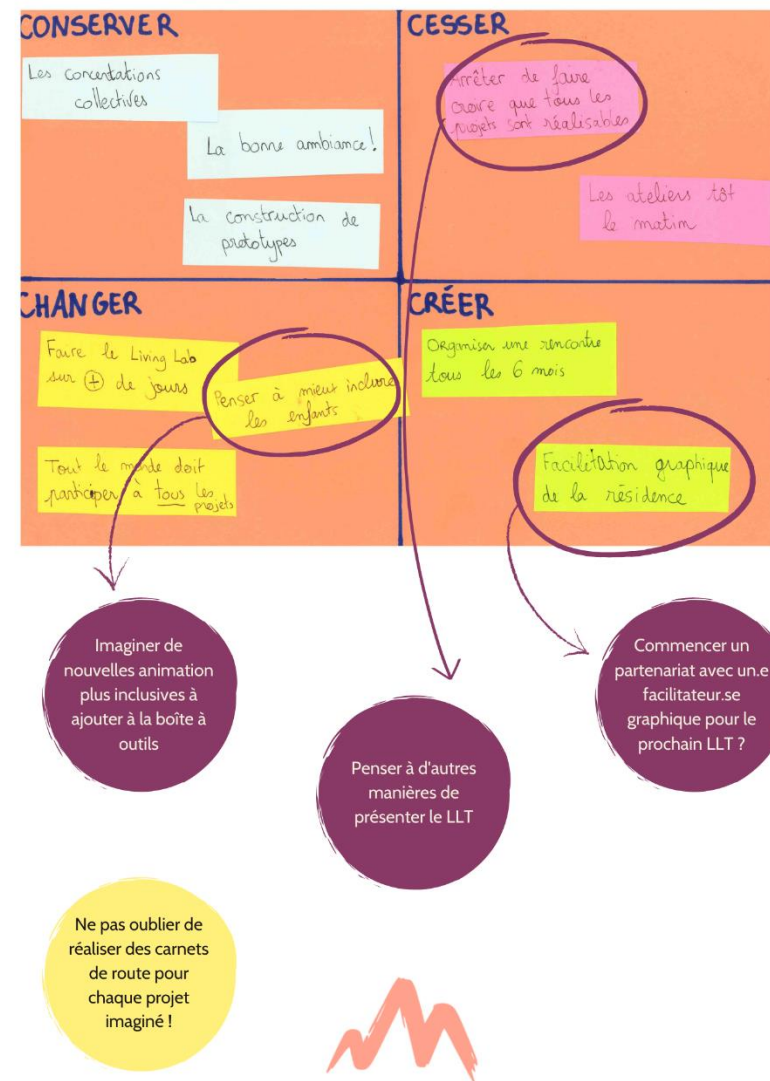 CONSERVER
Les concertations
collectives
La bonne ambiance !
La construction de
prototypes
CESSER
Arrêter de faire
croire que tous les
projets sont réalisables
Les ateliers tôt
le matin
CHANGER
Faire le Living Lab
sur + de jours
Penser à mieux inclure
les enfants
Tout le monde doit
participer à tous les
projets
CRÉER
Organiser une rencontre
tous les 6 mois
Facilitation graphique
de la résidence
Imaginer de
nouvelles animation
plus inclusives à
ajouter à la boîte à
outils
Penser à d'autres
manières de
présenter le LLT
Commencer un
partenariat avec un.e
facilitateur.se
graphique pour le
prochain LLT ?
Ne pas oublier de
réaliser des carnets
de route pour
chaque projet
imaginé !